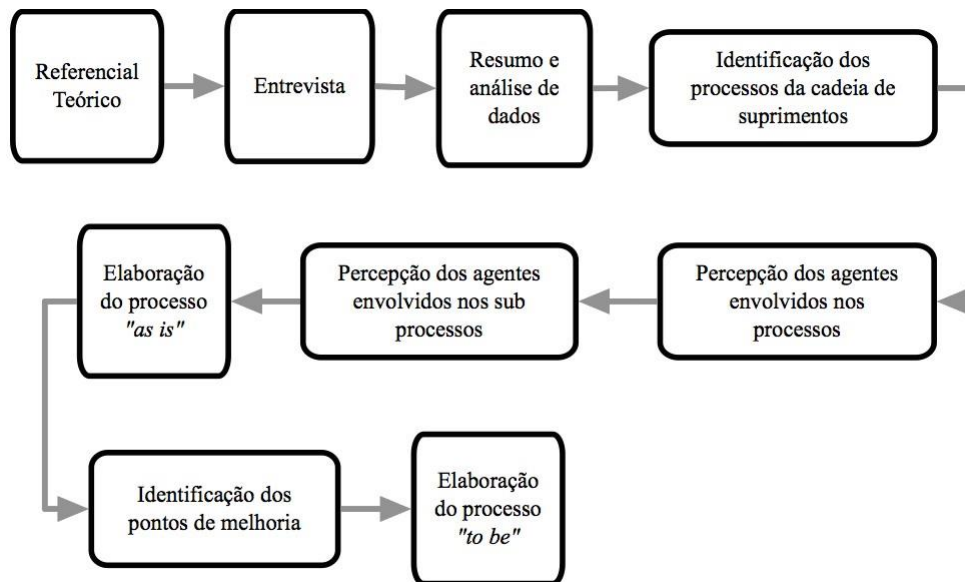 Referencial
Teórico
Entrevista
Resumo e
análise de
dados
Identificação dos
processos da cadeia de
suprimentos
Percepção dos agentes
envolvidos nos
processos
Percepção dos agentes
envolvidos nos sub
processos
Elaboração
do processo
"as is"
Identificação dos
pontos de melhoria
Elaboração
do processo
"to be"